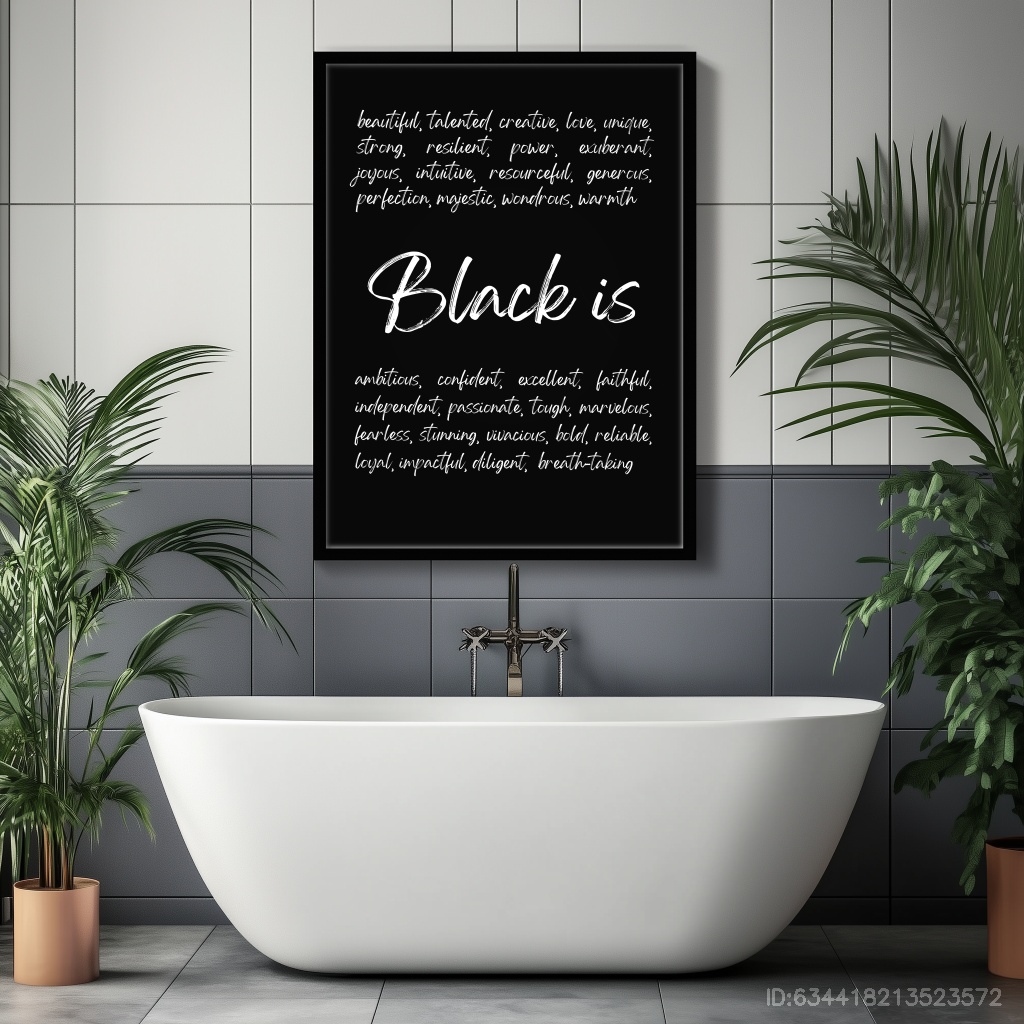 beautiful, talented, creative, love, unique,
strong, resilient, power, exuberant,
joyous, intuitive, resourceful, generous,
perfection, majestic, wondrous, warmth
Black is
ambitious, confident, excellent, faithful,
independent, passionate, tough, marvelous,
fearless, stunning, vivacious, bold, reliable,
loyal, impactful, diligent, breath-taking
ID:634418213523572